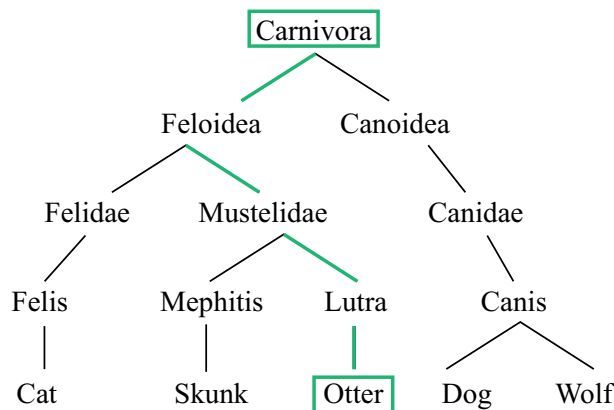 Carnivora
Feloidea Canoidea
Felidae Mustelidae Canidae
Felis Mephitis Lutra Canis
Cat Skunk Otter Dog Wolf